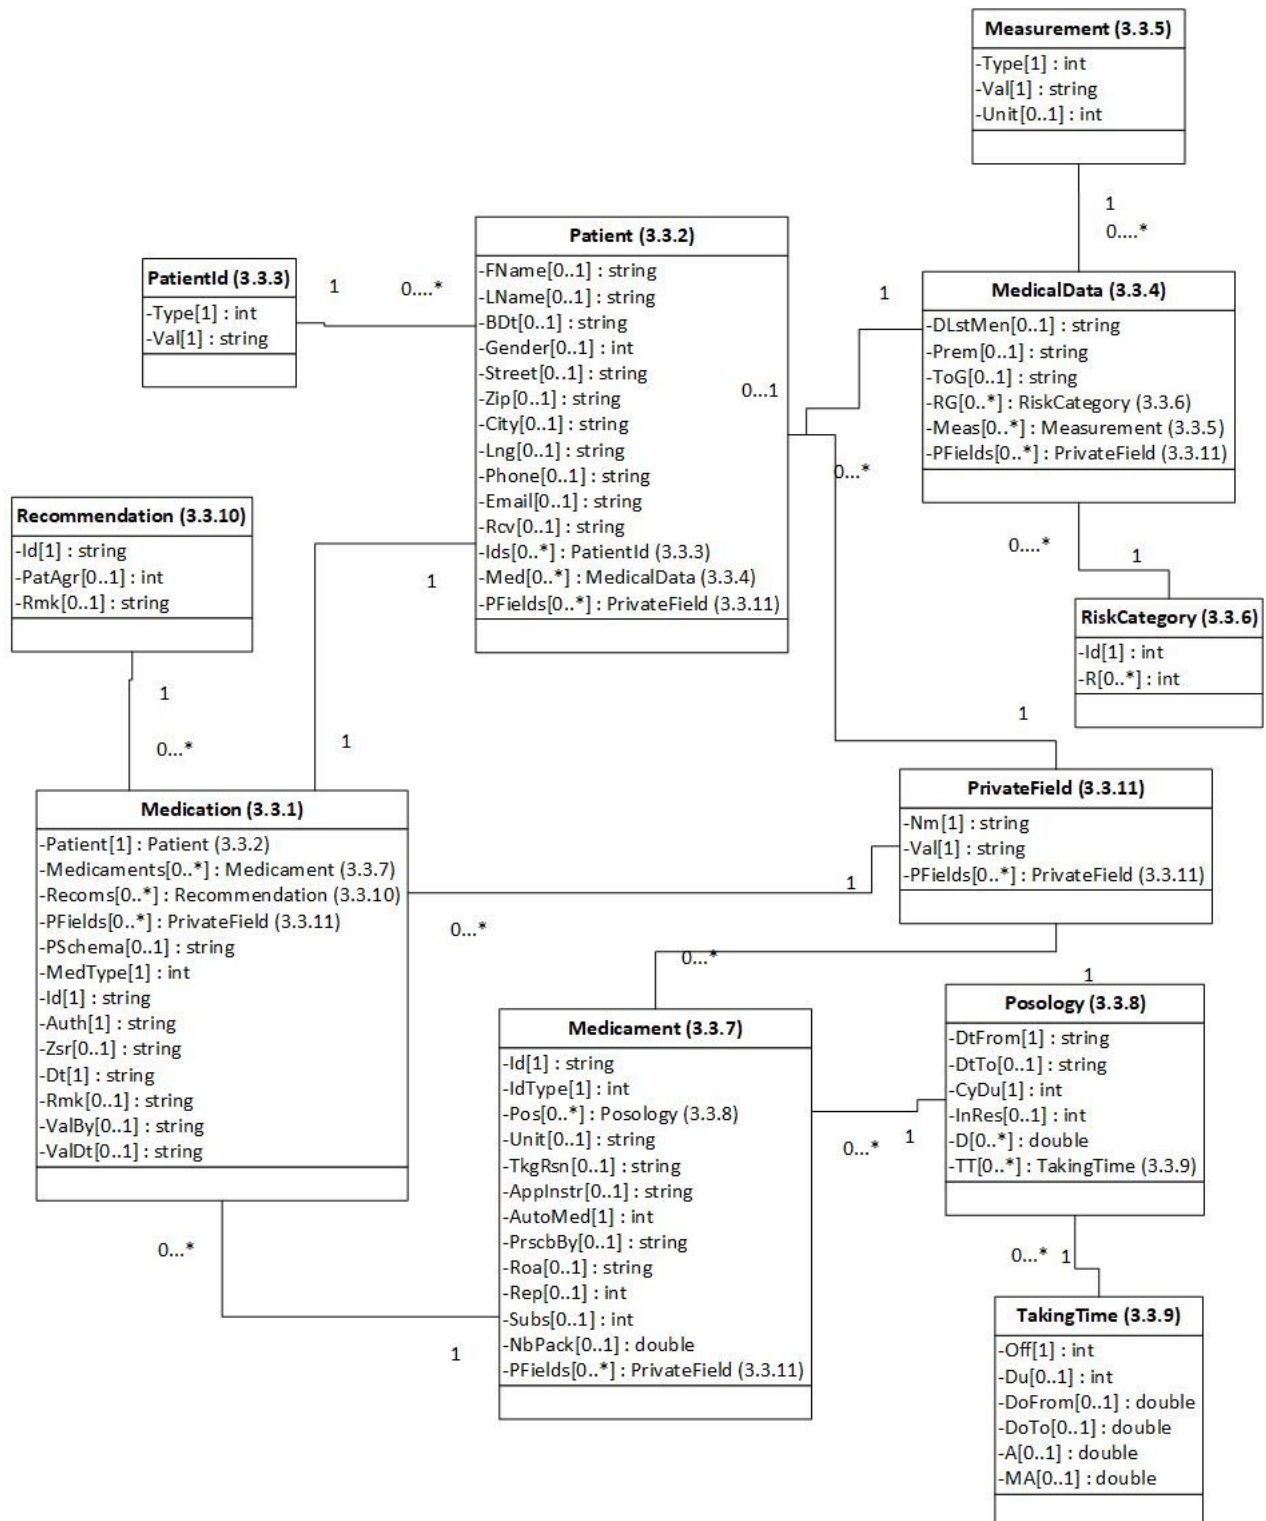 Measurement (3.3.5)
-Type[1] : int
-Val[1] : string
-Unit[0..1] : int
1
0....*
Patient (3.3.2)
-FName[0..1] : string
-LName[0..1] : string
-BDt[0..1] : string
-Gender[0..1] : int
-Street[0..1] : string
-Zip[0..1] : string
-City[0..1] : string
-Lng[0..1] : string
-Phone[0..1] : string
-Email[0..1] : string
-Rcv[0..1] : string
-Ids[0..*] : PatientId (3.3.3)
-Med[0..*] : MedicalData (3.3.4)
-PFields[0..*] : PrivateField (3.3.11)
PatientId (3.3.3)
-Type[1] : int
-Val[1] : string
1
0....*
1
0...1
0...*
MedicalData (3.3.4)
-DLstMen[0..1] : string
-Prem[0..1] : string
-ToG[0..1] : string
-RG[0..*] : RiskCategory (3.3.6)
-Meas[0..*] : Measurement (3.3.5)
-PFields[0..*] : PrivateField (3.3.11)
0....*
1
Recommendation (3.3.10)
-Id[1] : string
-PatAgr[0..1] : int
-Rmk[0..1] : string
1
0...*
1
1
RiskCategory (3.3.6)
-Id[1] : int
-R[0..*] : int
1
Medication (3.3.1)
-Patient[1] : Patient (3.3.2)
-Medicaments[0..*] : Medicament (3.3.7)
-Recoms[0..*] : Recommendation (3.3.10)
-PFields[0..*] : PrivateField (3.3.11)
-PSchema[0..1] : string
-MedType[1] : int
-Id[1] : string
-Auth[1] : string
-Zsr[0..1] : string
-Dt[1] : string
-Rmk[0..1] : string
-ValBy[0..1] : string
-ValDt[0..1] : string
PrivateField (3.3.11)
-Nm[1] : string
-Val[1] : string
-PFields[0..*] : PrivateField (3.3.11)
1
0...*
0...*
1
Medicament (3.3.7)
-Id[1] : string
-IdType[1] : int
-Pos[0..*] : Posology (3.3.8)
-Unit[0..1] : string
-TkgRsn[0..1] : string
-AppInstr[0..1] : string
-AutoMed[1] : int
-PrscbBy[0..1] : string
-Roa[0..1] : string
-Rep[0..1] : int
-Subs[0..1] : int
-NbPack[0..1] : double
-PFields[0..*] : PrivateField (3.3.11)
Posology (3.3.8)
-DtFrom[1] : string
-DtTo[0..1] : string
-CyDu[1] : int
-InRes[0..1] : int
-D[0..*] : double
-TT[0..*] : TakingTime (3.3.9)
0...*
1
0...*
1
0...*
1
TakingTime (3.3.9)
-Off[1] : int
-Du[0..1] : int
-DoFrom[0..1] : double
-DoTo[0..1] : double
-A[0..1] : double
-MA[0..1] : double